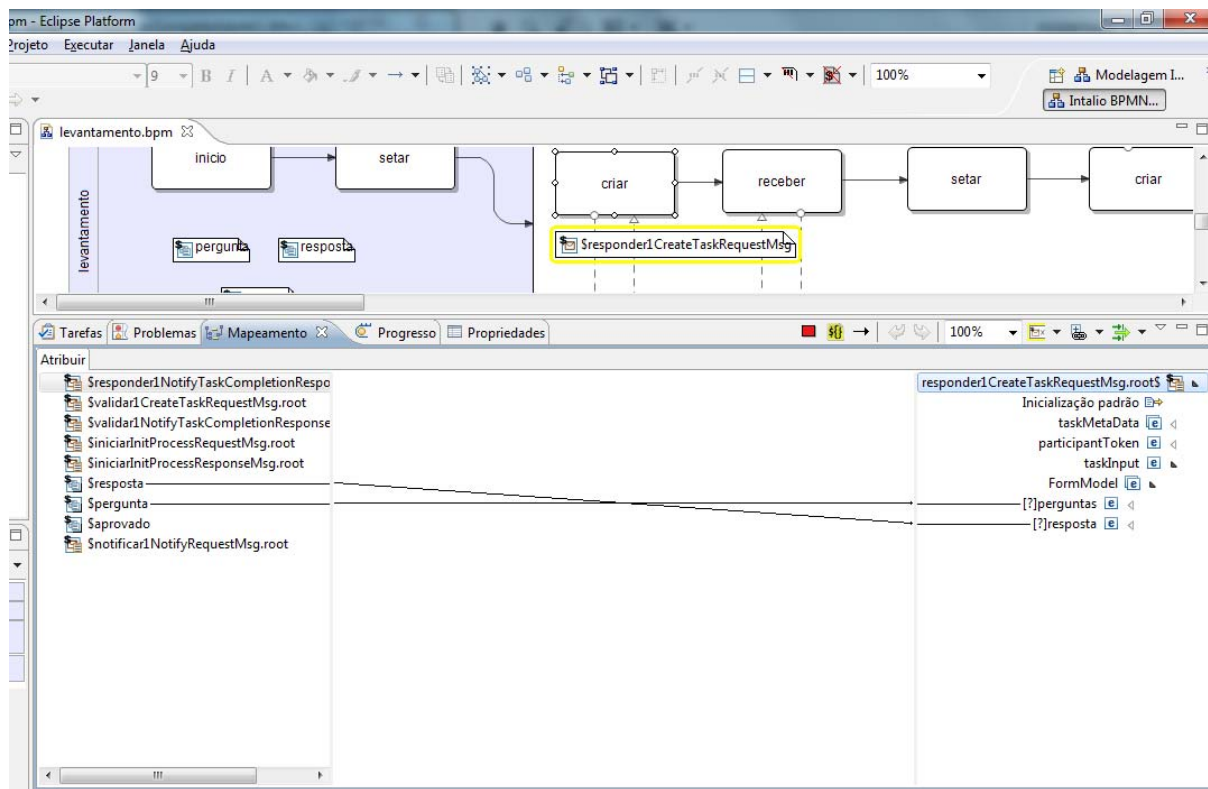 om - Eclipse Platform
Projeto Executar Janela Ajuda
9 B I A 100% Modelagem I...
Intalio BPMN...
levantamento.bpm
levantamento
inicio setar criar receber setar criar
pergunta resposta $responder1CreateTaskRequestMsg
Tarefas Problemas Mapeamento Progresso Propriedades 100%
Atribuir
$responder1NotifyTaskCompletionRespo
$validar1CreateTaskRequestMsg.root
$validar1NotifyTaskCompletionResponse
$iniciarInitProcessRequestMsg.root
$iniciarInitProcessResponseMsg.root
$resposta
$pergunta
$aprovado
$notificar1NotifyRequestMsg.root
responder1CreateTaskRequestMsg.root$
Inicialização padrão
taskMetaData
participantToken
taskInput
FormModel
[?]perguntas
[?]resposta